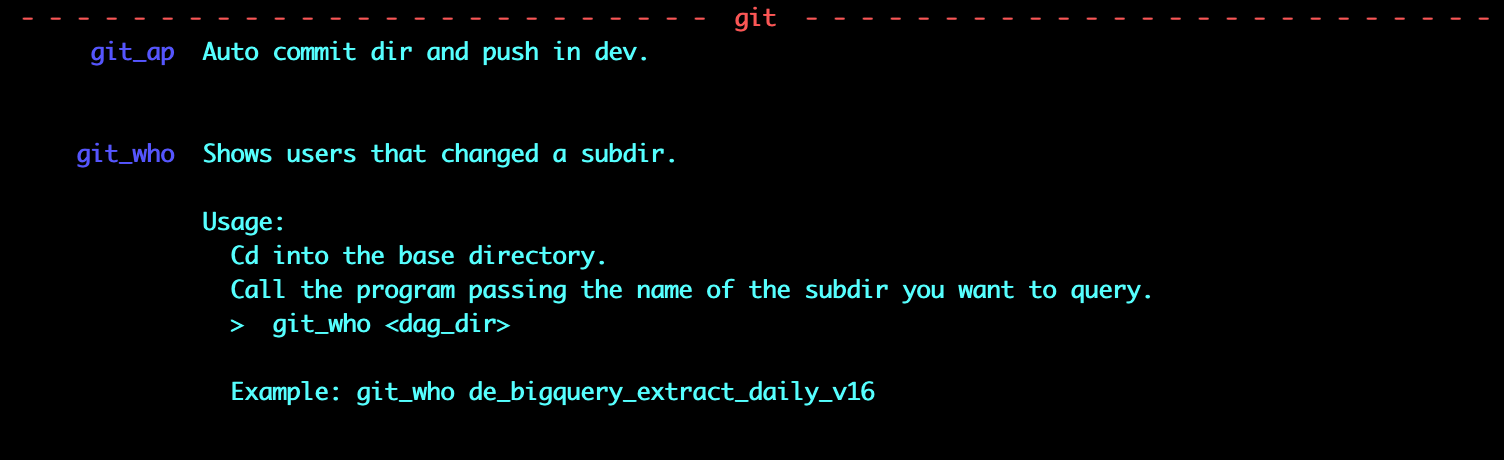 - - - - - - - - - - - - - - - - - - - - - - - - - git - - - - - - - - - - - - - - - - - - - - - - - - -
git_ap  Auto commit dir and push in dev.
git_who  Shows users that changed a subdir.
Usage:
Cd into the base directory.
Call the program passing the name of the subdir you want to query.
>  git_who <dag_dir>
Example: git_who de_bigquery_extract_daily_v16